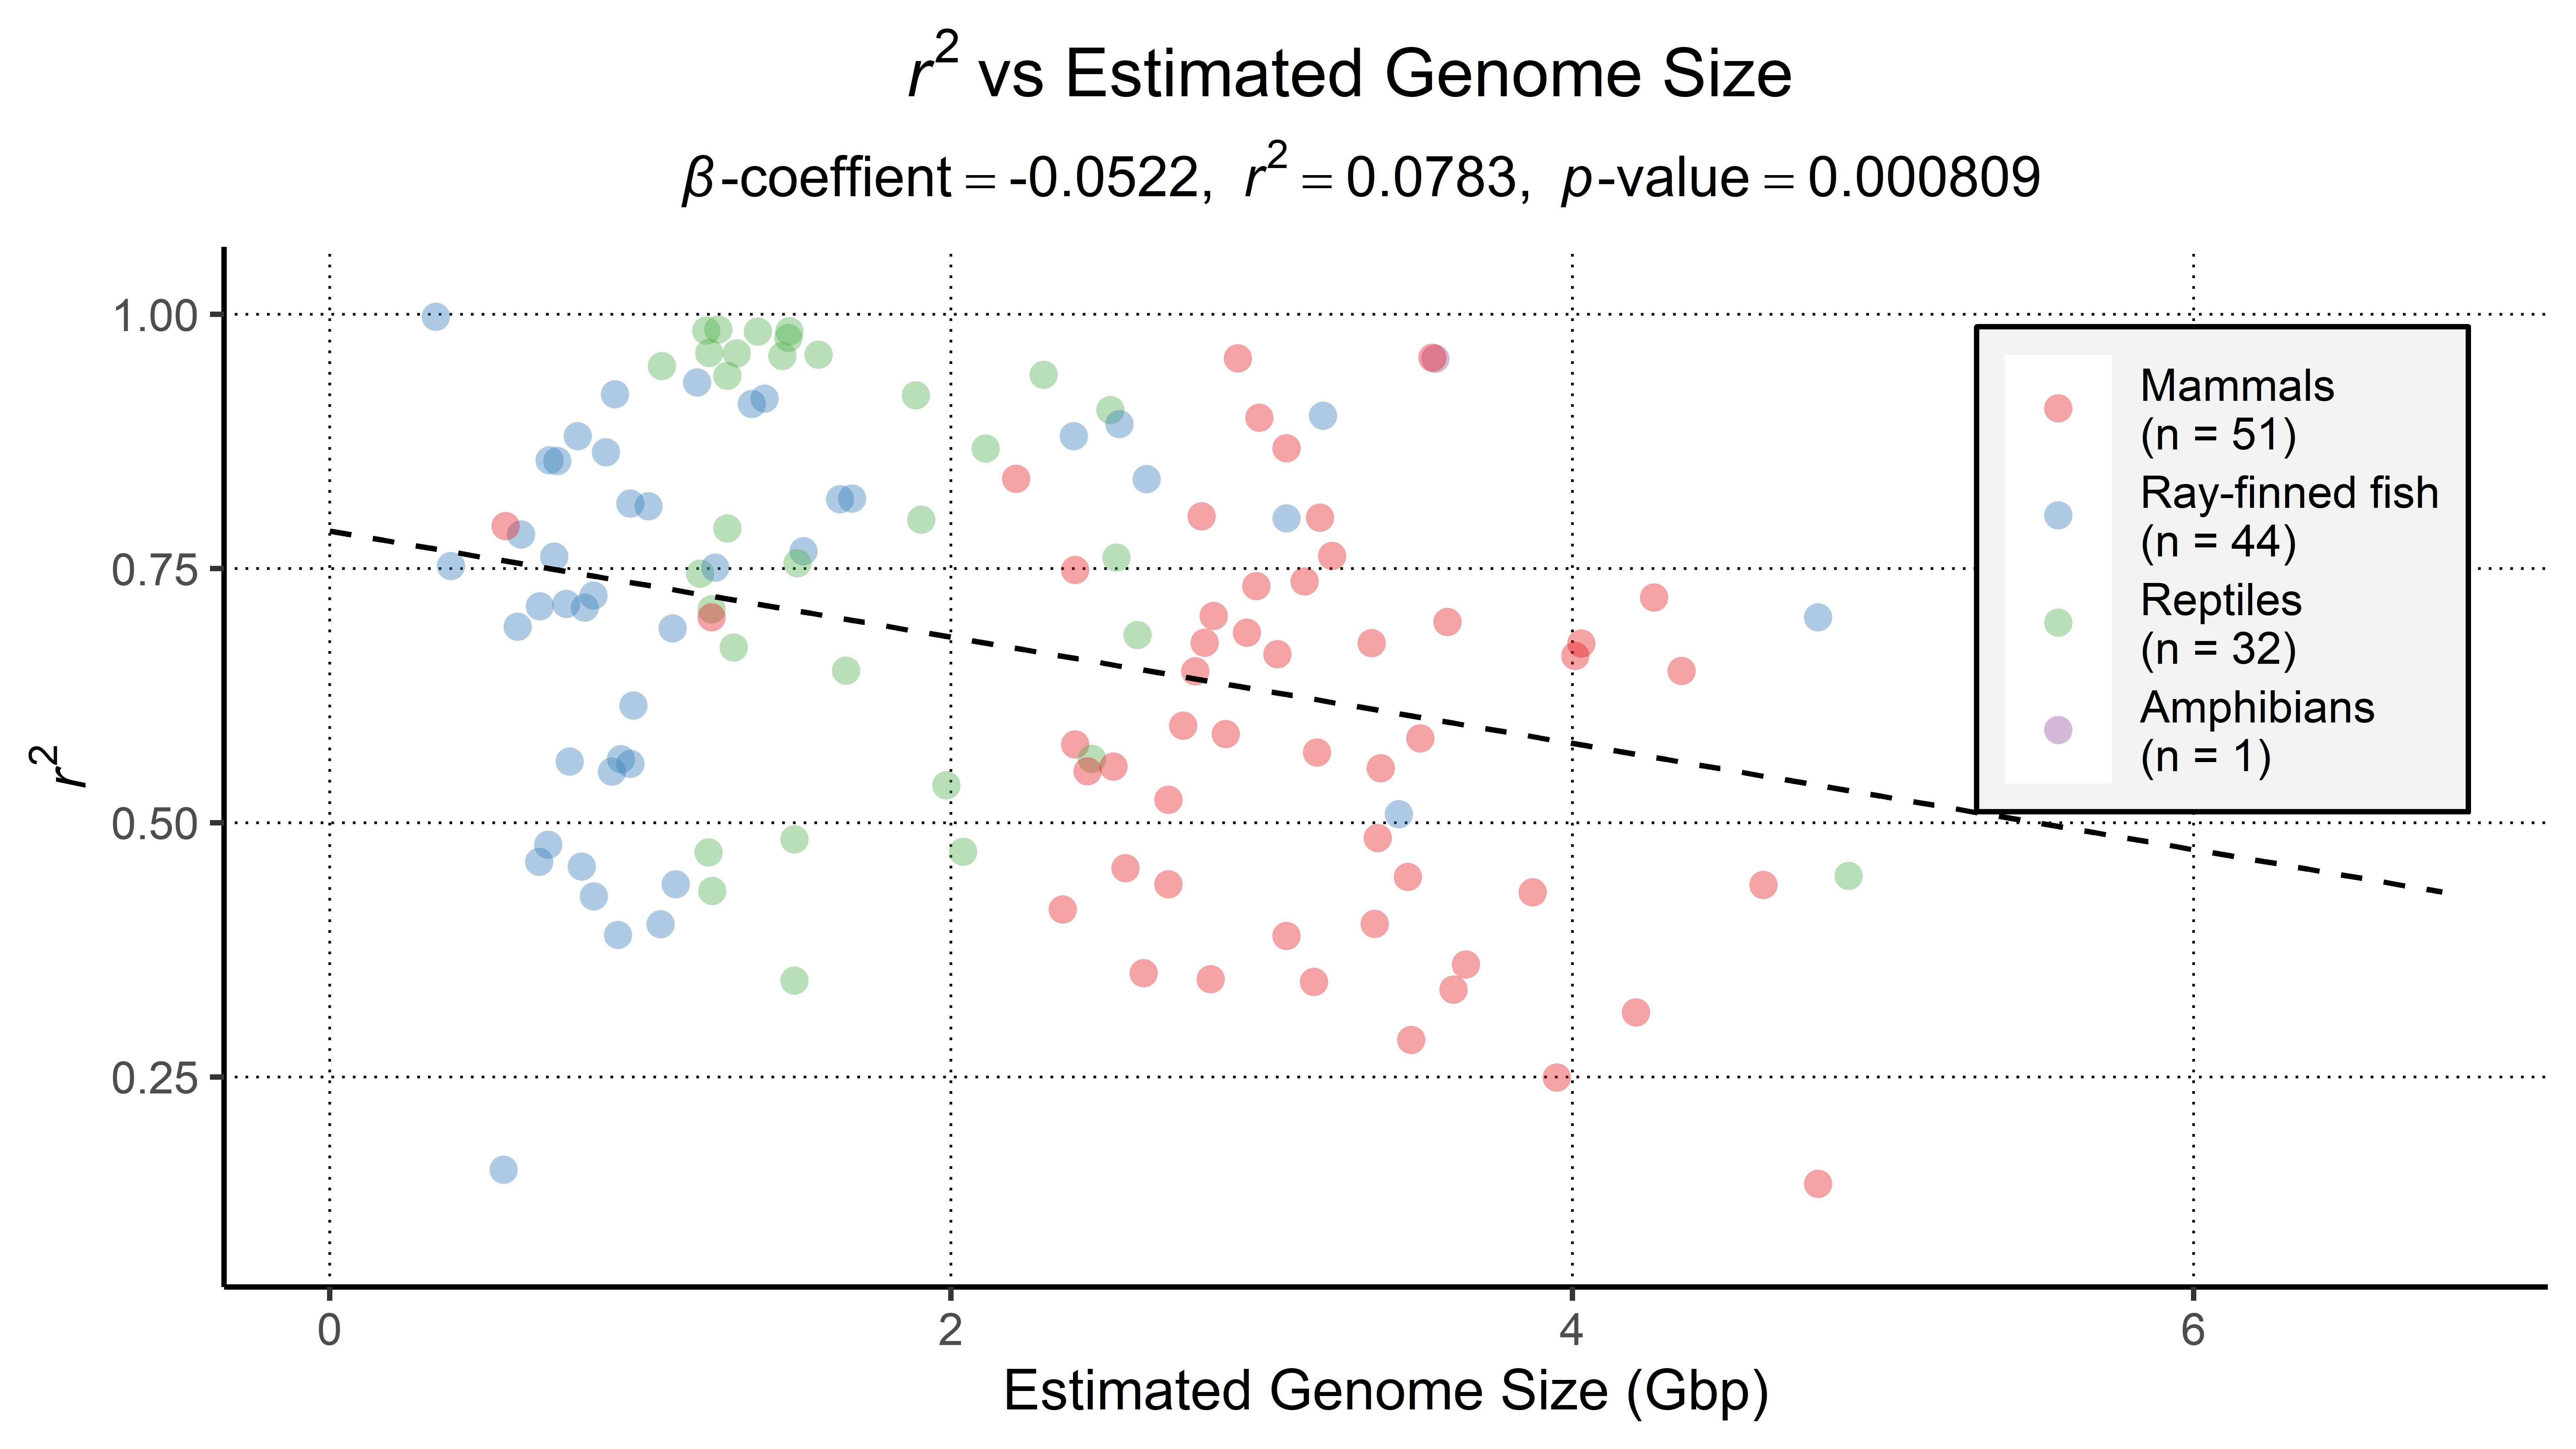 r² vs Estimated Genome Size
β-coeffient = -0.0522, r² = 0.0783, p-value = 0.000809
r²
1.00
0.75
0.50
0.25
0
2
4
6
Estimated Genome Size (Gbp)
Mammals
(n = 51)
Ray-finned fish
(n = 44)
Reptiles
(n = 32)
Amphibians
(n = 1)